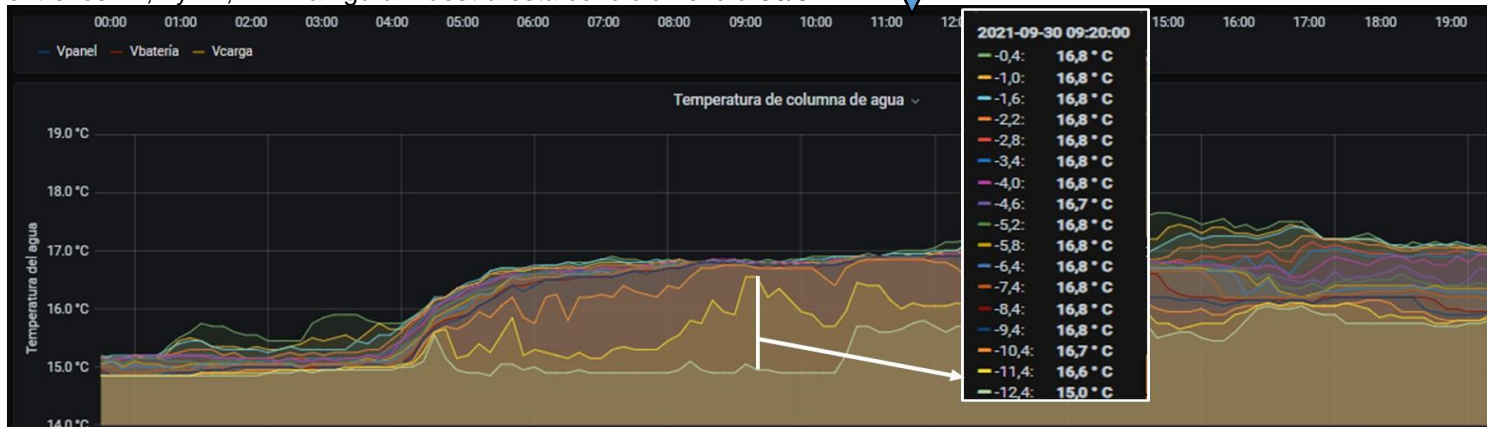 00:00 01:00 02:00 03:00 04:00 05:00 06:00 07:00 08:00 09:00 10:00 11:00 15:00 16:00 17:00 18:00 19:00
Vpanel Vbatería Vcarga
Temperatura de columna de agua
Temperatura del agua
19.0 °C
18.0 °C
17.0 °C
16.0 °C
15.0 °C
14.0 °C
2021-09-30 09:20:00
-0,4: 16,8 ° C
-1,0: 16,8 ° C
-1,6: 16,8 ° C
-2,2: 16,8 ° C
-2,8: 16,8 ° C
-3,4: 16,8 ° C
-4,0: 16,8 ° C
-4,6: 16,7 ° C
-5,2: 16,8 ° C
-5,8: 16,8 ° C
-6,4: 16,8 ° C
-7,4: 16,8 ° C
-8,4: 16,8 ° C
-9,4: 16,8 ° C
-10,4: 16,7 ° C
-11,4: 16,6 ° C
-12,4: 15,0 ° C